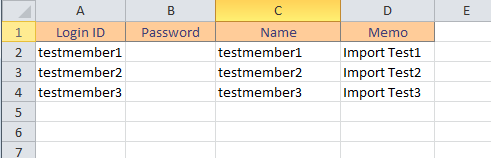 A B C D E
1 Login ID Password Name Memo
2 testmember1 testmember1 Import Test1
3 testmember2 testmember2 Import Test2
4 testmember3 testmember3 Import Test3
5
6
7